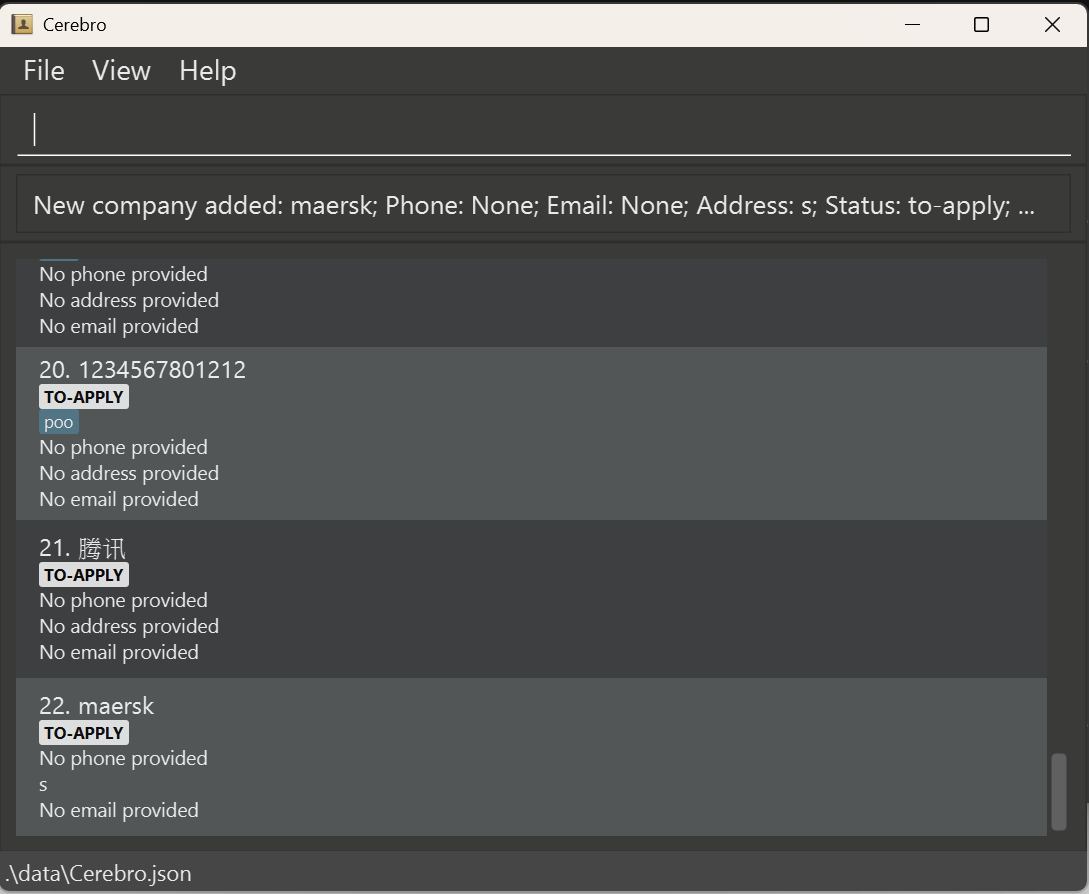 Cerebro
File View Help
New company added: maersk; Phone: None; Email: None; Address: s; Status: to-apply; ...
No phone provided
No address provided
No email provided
20. 1234567801212
TO-APPLY
poo
No phone provided
No address provided
No email provided
21. 腾讯
TO-APPLY
No phone provided
No address provided
No email provided
22. maersk
TO-APPLY
No phone provided
s
No email provided
.\data\Cerebro.json